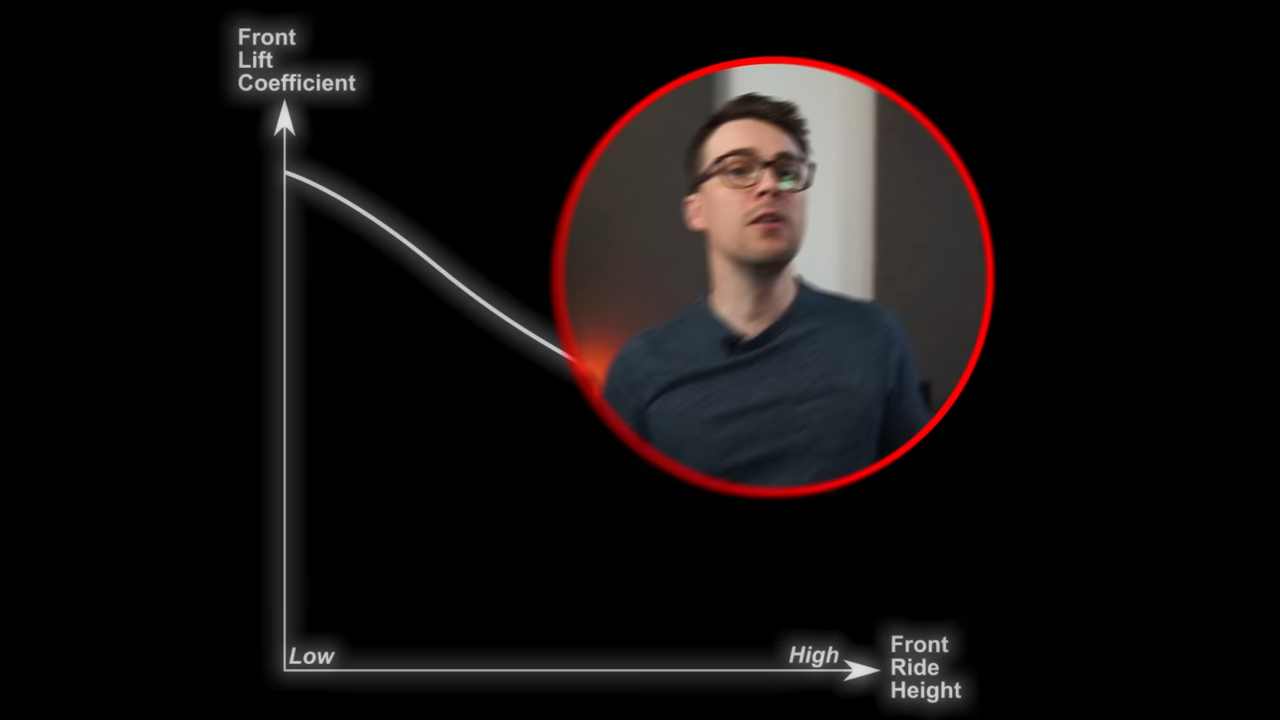 Front
Lift
Coefficient
Low
High
Front
Ride
Height